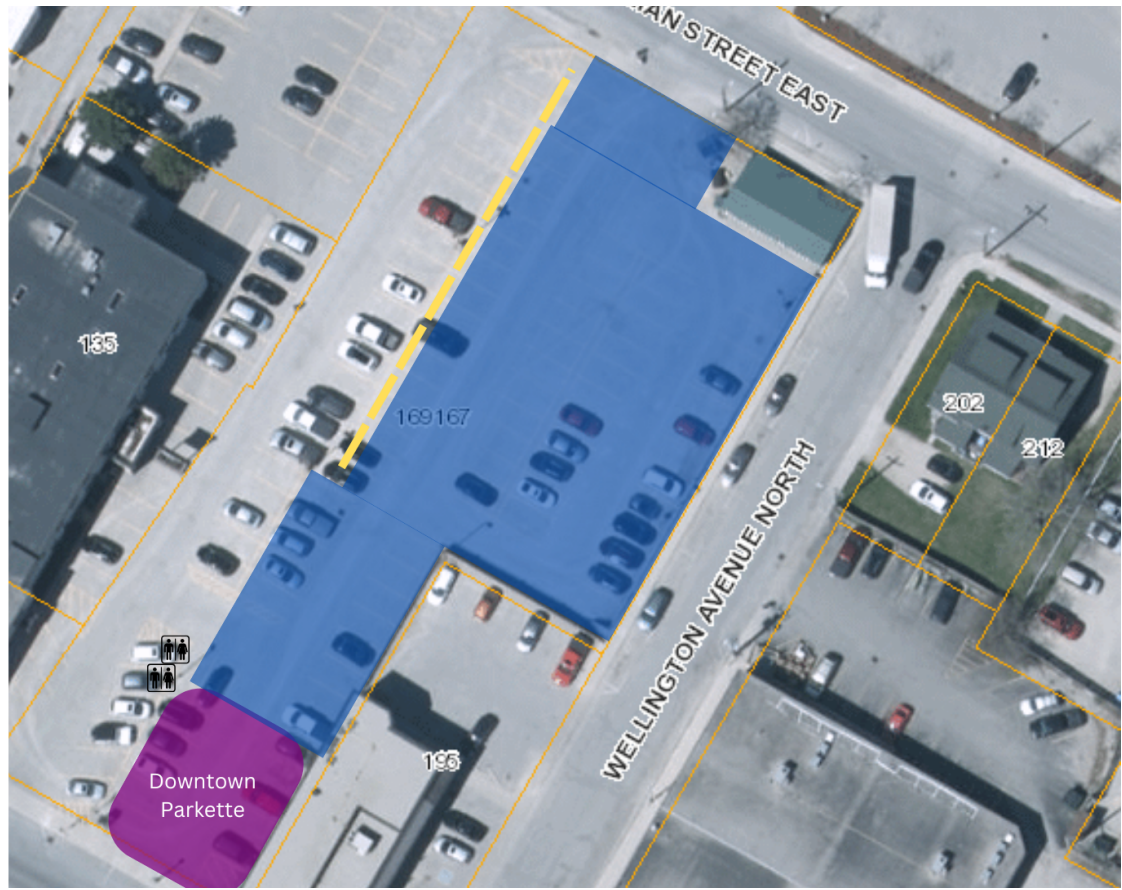 STREET EAST
135
169167
202
212
WELLINGTON AVENUE NORTH
195
Downtown
Parkette